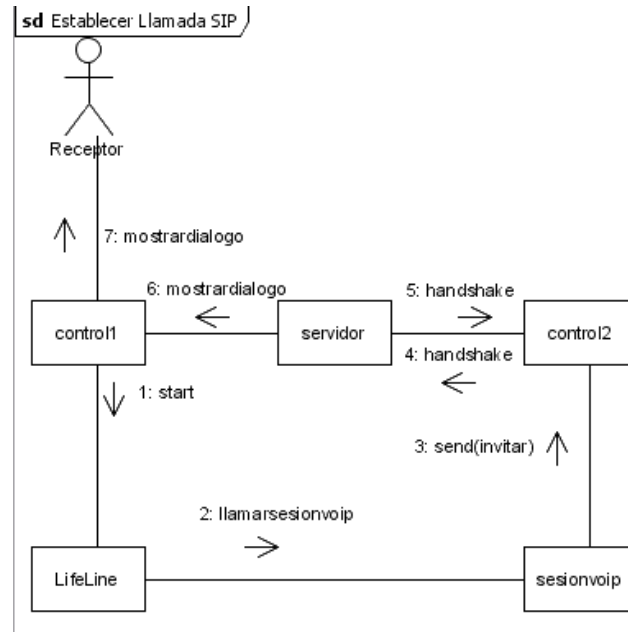 sd Establecer Llamada SIP
Receptor
7: mostrardialogo
6: mostrardialogo
5: handshake
control1
servidor
control2
4: handshake
1: start
3: send(invitar)
2: llamarsesionvoip
LifeLine
sesionvoip